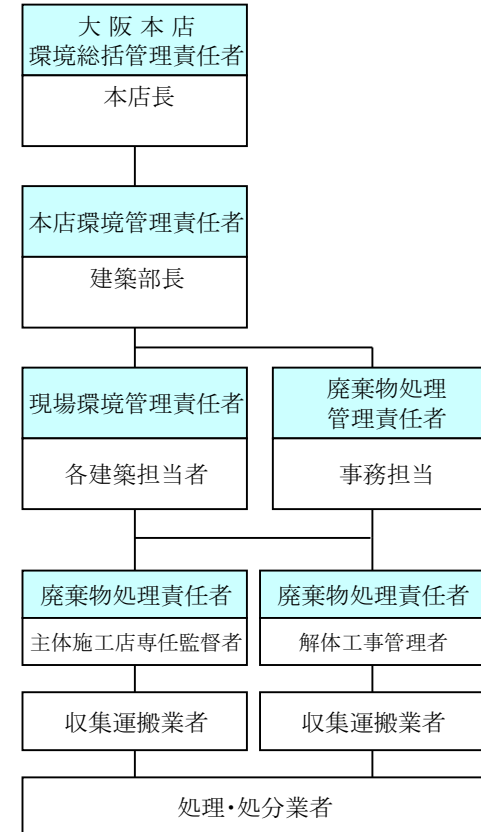 大 阪 本 店
環境総括管理責任者
本店長
本店環境管理責任者
建築部長
現場環境管理責任者
各建築担当者
廃棄物処理
管理責任者
事務担当
廃棄物処理責任者
主体施工店専任監督者
廃棄物処理責任者
解体工事管理者
収集運搬業者
収集運搬業者
処理・処分業者